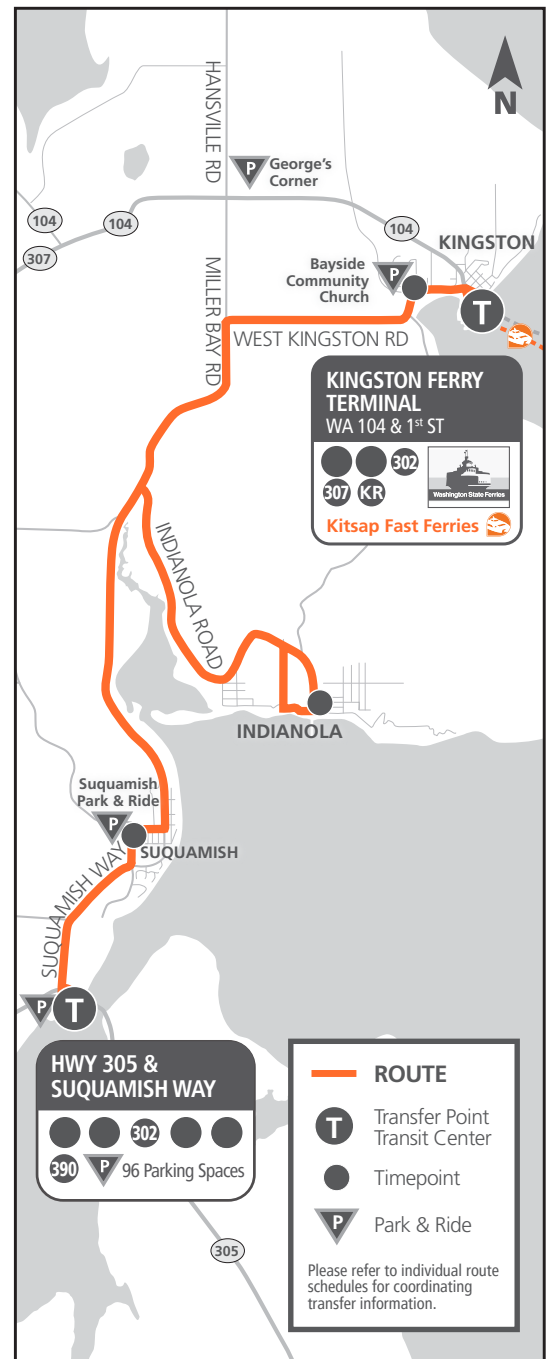 N
HANSVILLE RD
P
George's
Corner
104
104
104
307
KINGSTON
Bayside
Community
Church
P
T
MILLER BAY RD
WEST KINGSTON RD
KINGSTON FERRY
TERMINAL
WA 104 & 1st ST
302
307 KR
Washington State Ferries
Kitsap Fast Ferries
INDIANOLA ROAD
INDIANOLA
Suquamish
Park & Ride
P
SUQUAMISH
SUQUAMISH WAY
P
T
HWY 305 &
SUQUAMISH WAY
302
390 P 96 Parking Spaces
305
ROUTE
T Transfer Point
Transit Center
Timepoint
P Park & Ride
Please refer to individual route
schedules for coordinating
transfer information.